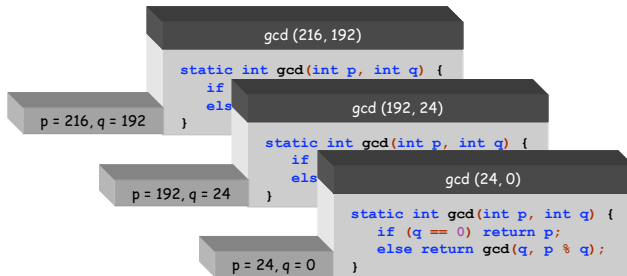 gcd (216, 192)
static int gcd(int p, int q) {
if
els
}
p = 216, q = 192
gcd (192, 24)
static int gcd(int p, int q) {
if
els
}
p = 192, q = 24
gcd (24, 0)
static int gcd(int p, int q) {
if (q == 0) return p;
else return gcd(q, p % q);
}
p = 24, q = 0